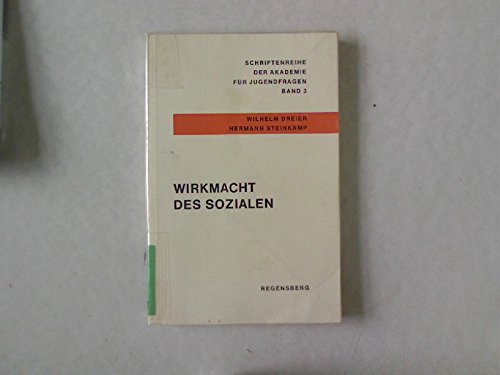 SCHRIFTENREIHE
DER AKADEMIE
FÜR JUGENDFRAGEN
BAND 3
WILHELM DREIER
HERMANN STEINKAMP
WIRKMACHT
DES SOZIALEN
REGENSBERG